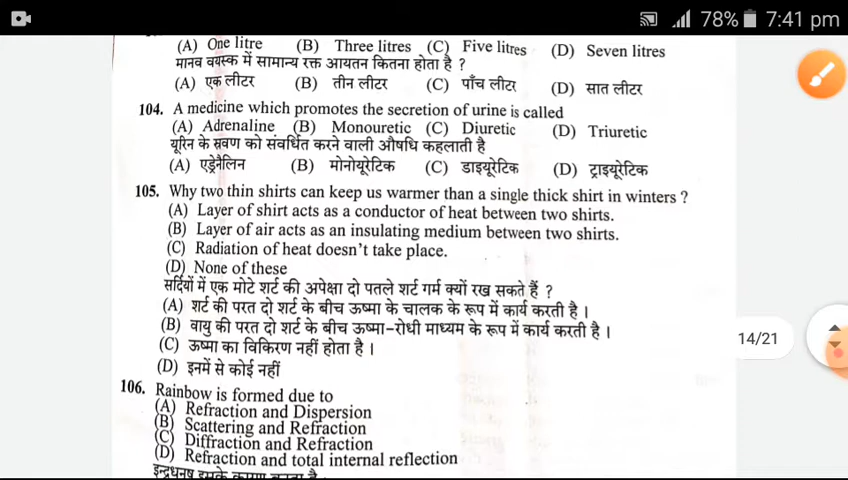 78% 7:41 pm
(A) One litre (B) Three litres (C) Five litres (D) Seven litres
मानव वयस्क में सामान्य रक्त आयतन कितना होता है ?
(A) एक लीटर (B) तीन लीटर (C) पाँच लीटर (D) सात लीटर
104. A medicine which promotes the secretion of urine is called
(A) Adrenaline (B) Monouretic (C) Diuretic (D) Triuretic
यूरिन के स्रवण को संवर्धित करने वाली औषधि कहलाती है
(A) एड्रेनैलिन (B) मोनोयूरेटिक (C) डाइयूरेटिक (D) ट्राइयूरेटिक
105. Why two thin shirts can keep us warmer than a single thick shirt in winters ?
(A) Layer of shirt acts as a conductor of heat between two shirts.
(B) Layer of air acts as an insulating medium between two shirts.
(C) Radiation of heat doesn't take place.
(D) None of these
सर्दियों में एक मोटे शर्ट की अपेक्षा दो पतले शर्ट गर्म क्यों रख सकते हैं ?
(A) शर्ट की परत दो शर्ट के बीच ऊष्मा के चालक के रूप में कार्य करती है।
(B) वायु की परत दो शर्ट के बीच ऊष्मा-रोधी माध्यम के रूप में कार्य करती है।
(C) ऊष्मा का विकिरण नहीं होता है।
14/21
(D) इनमें से कोई नहीं
106. Rainbow is formed due to
(A) Refraction and Dispersion
(B) Scattering and Refraction
(C) Diffraction and Refraction
(D) Refraction and total internal reflection
इन्द्रधनुष इसके कारण बनता है